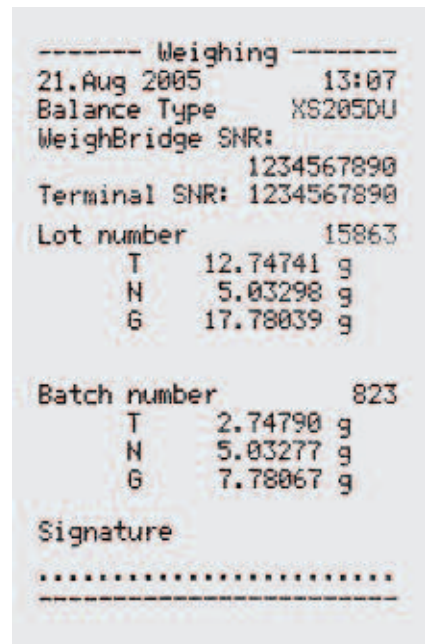 ------- Weighing -------
21.Aug 2005 13:07
Balance Type XS205DU
WeighBridge SNR:
1234567890
Terminal SNR: 1234567890
Lot number 15863
T 12.74741 g
N 5.03298 g
G 17.78039 g
Batch number 823
T 2.74790 g
N 5.03277 g
G 7.78067 g
Signature
........................
------------------------